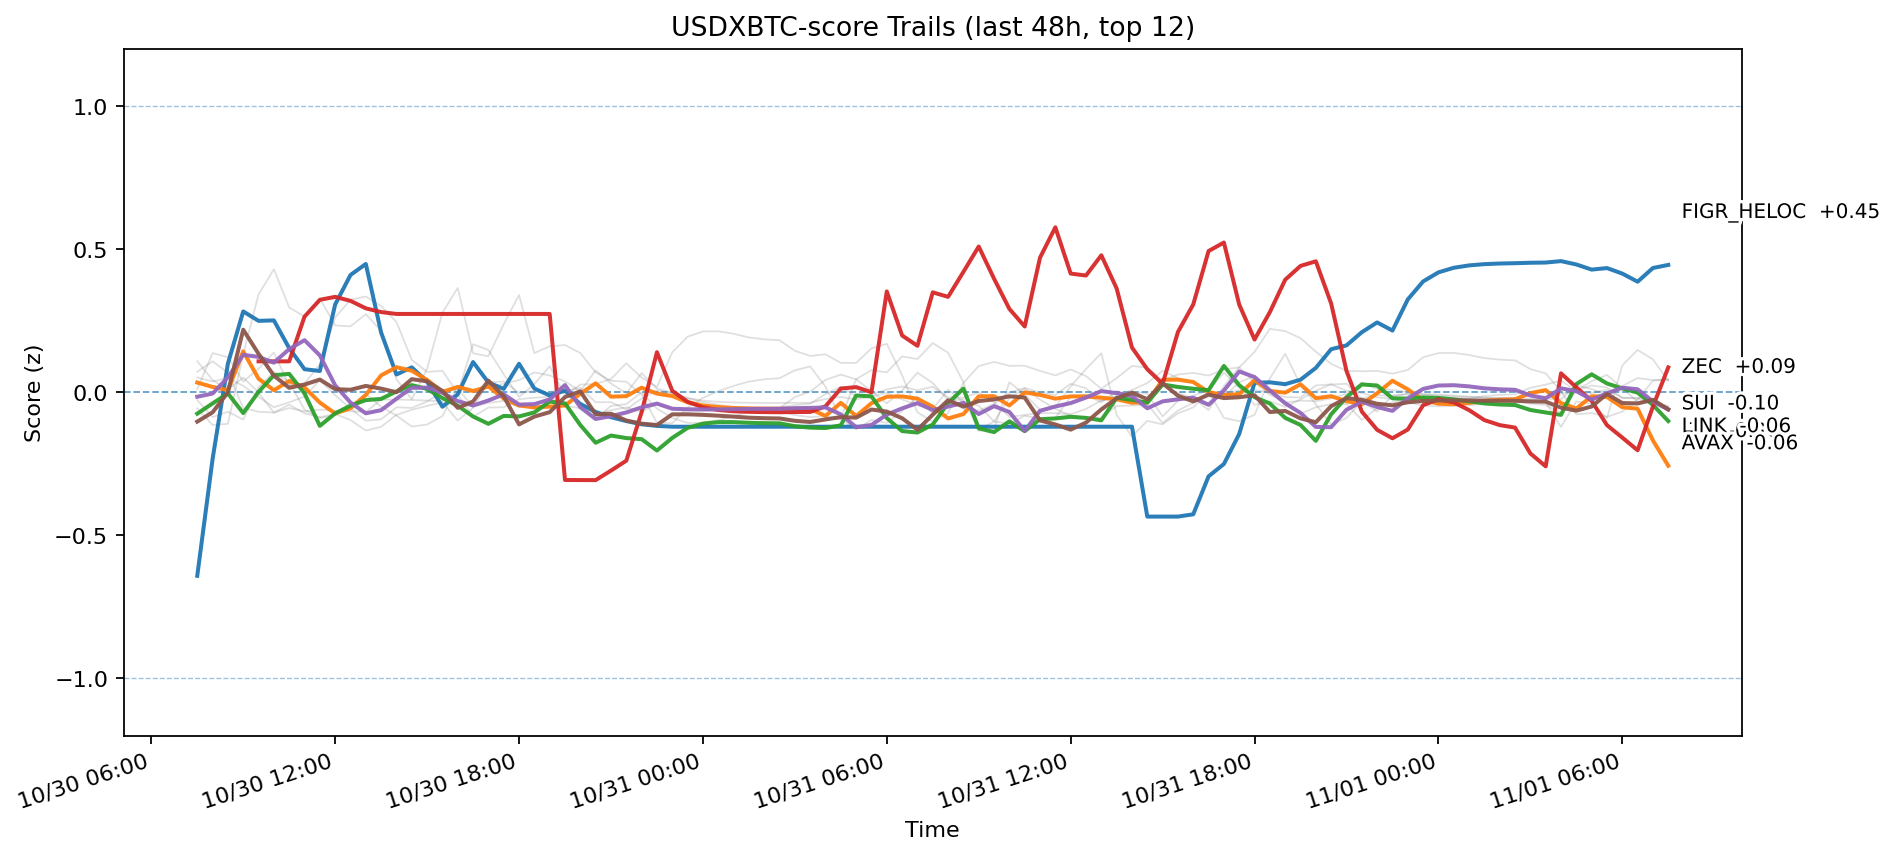 USDXBTC-score Trails (last 48h, top 12)
1.0
0.5
0.0
−0.5
−1.0
Score (z)
FIGR_HELOC +0.45
ZEC +0.09
SUI -0.10
LINK -0.06
AVAX -0.06
10/30 06:00
10/30 12:00
10/30 18:00
10/31 00:00
10/31 06:00
10/31 12:00
10/31 18:00
11/01 00:00
11/01 06:00
Time